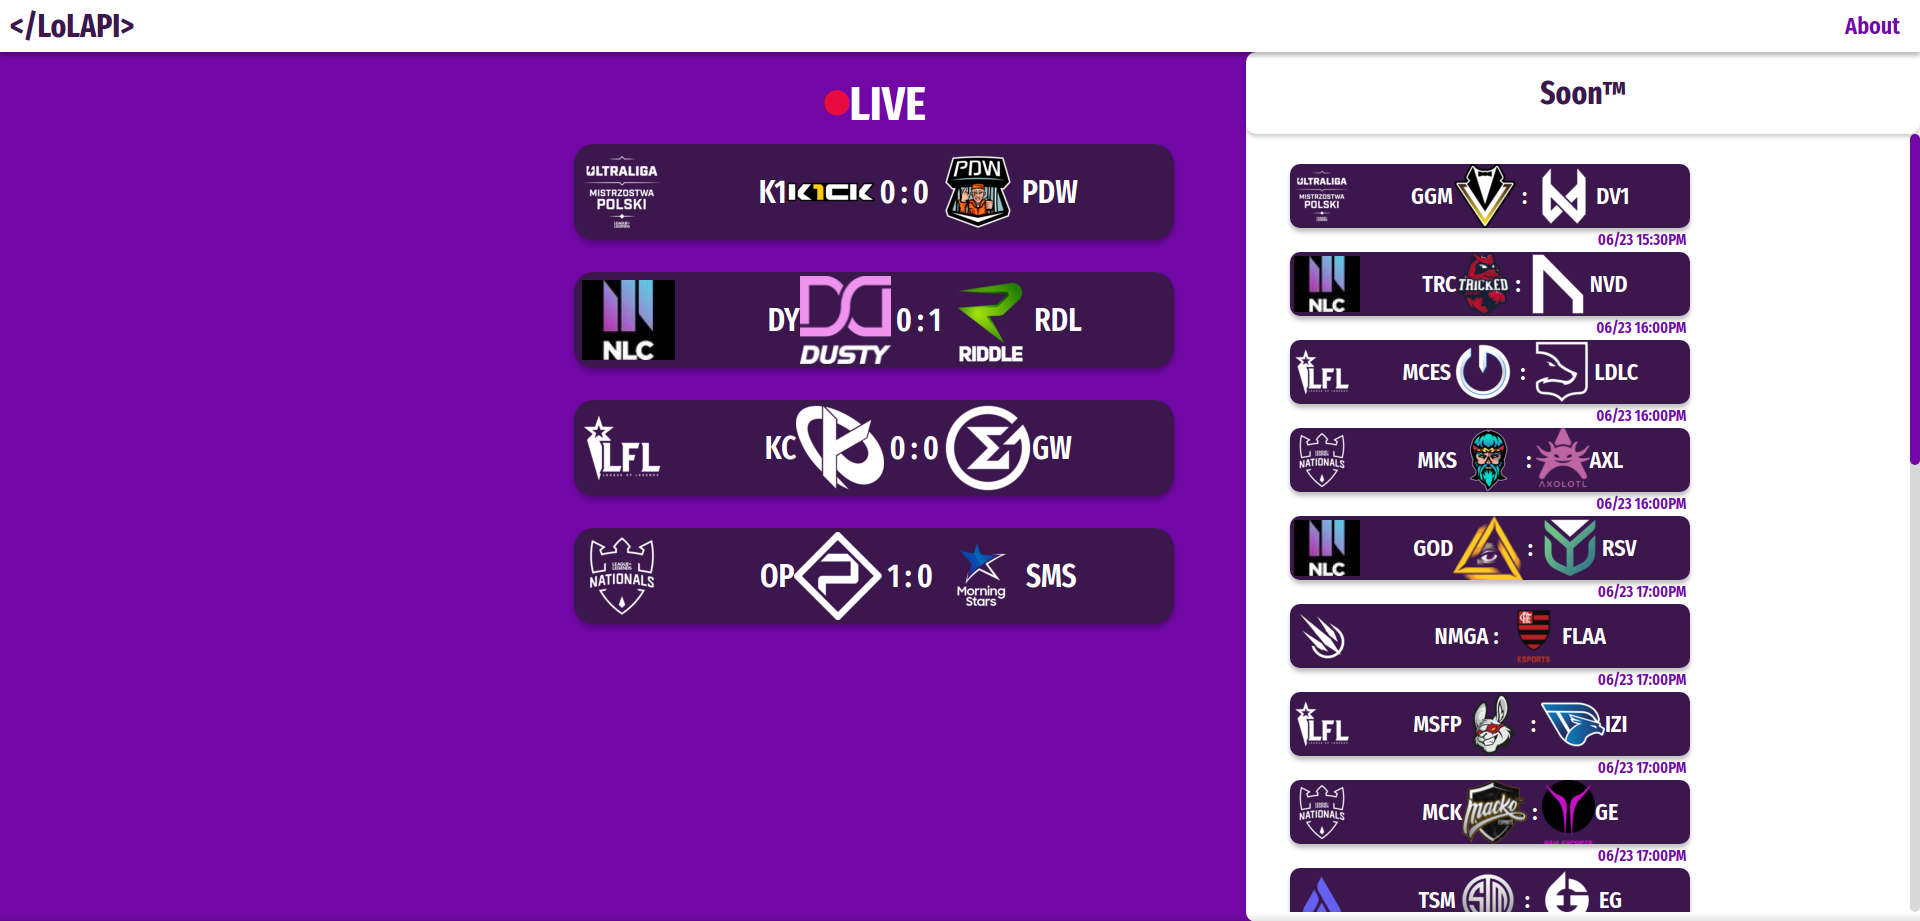 </LoLAPI>
About
LIVE
ULTRALIGA
MISTRZOSTWA
POLSKI
K1 K1CK 0 : 0 PDW PDW
NLC
DY DUSTY 0 : 1 RIDDLE RDL
LFL
KC 0 : 0 GW
NATIONALS
OP 1 : 0 Morning Stars SMS
Soon™
ULTRALIGA
MISTRZOSTWA
POLSKI
GGM : DV1
06/23 15:30PM
NLC TRC TRICKED : NVD
06/23 16:00PM
LFL MCES : LDLC
06/23 16:00PM
NATIONALS MKS : AXOLOTL AXL
06/23 16:00PM
NLC GOD : RSV
06/23 17:00PM
NMGA : ESPORTS FLAA
06/23 17:00PM
LFL MSFP : IZI
06/23 17:00PM
NATIONALS MCK macko : GE
06/23 17:00PM
TSM TSM : EG